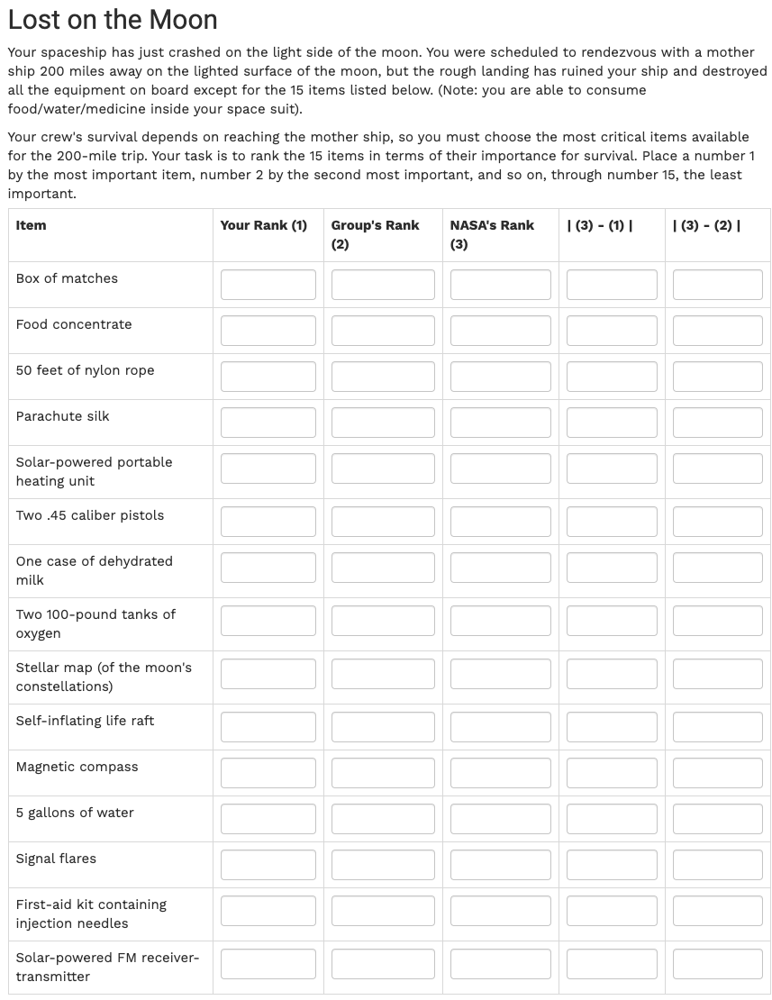 Lost on the Moon
Your spaceship has just crashed on the light side of the moon. You were scheduled to rendezvous with a mother
ship 200 miles away on the lighted surface of the moon, but the rough landing has ruined your ship and destroyed
all the equipment on board except for the 15 items listed below. (Note: you are able to consume
food/water/medicine inside your space suit).
Your crew's survival depends on reaching the mother ship, so you must choose the most critical items available
for the 200-mile trip. Your task is to rank the 15 items in terms of their importance for survival. Place a number 1
by the most important item, number 2 by the second most important, and so on, through number 15, the least
important.
Item Your Rank (1) Group's Rank NASA's Rank | (3) - (1) | | (3) - (2) |
(2) (3)
Box of matches
Food concentrate
50 feet of nylon rope
Parachute silk
Solar-powered portable
heating unit
Two .45 caliber pistols
One case of dehydrated
milk
Two 100-pound tanks of
oxygen
Stellar map (of the moon's
constellations)
Self-inflating life raft
Magnetic compass
5 gallons of water
Signal flares
First-aid kit containing
injection needles
Solar-powered FM receiver-
transmitter